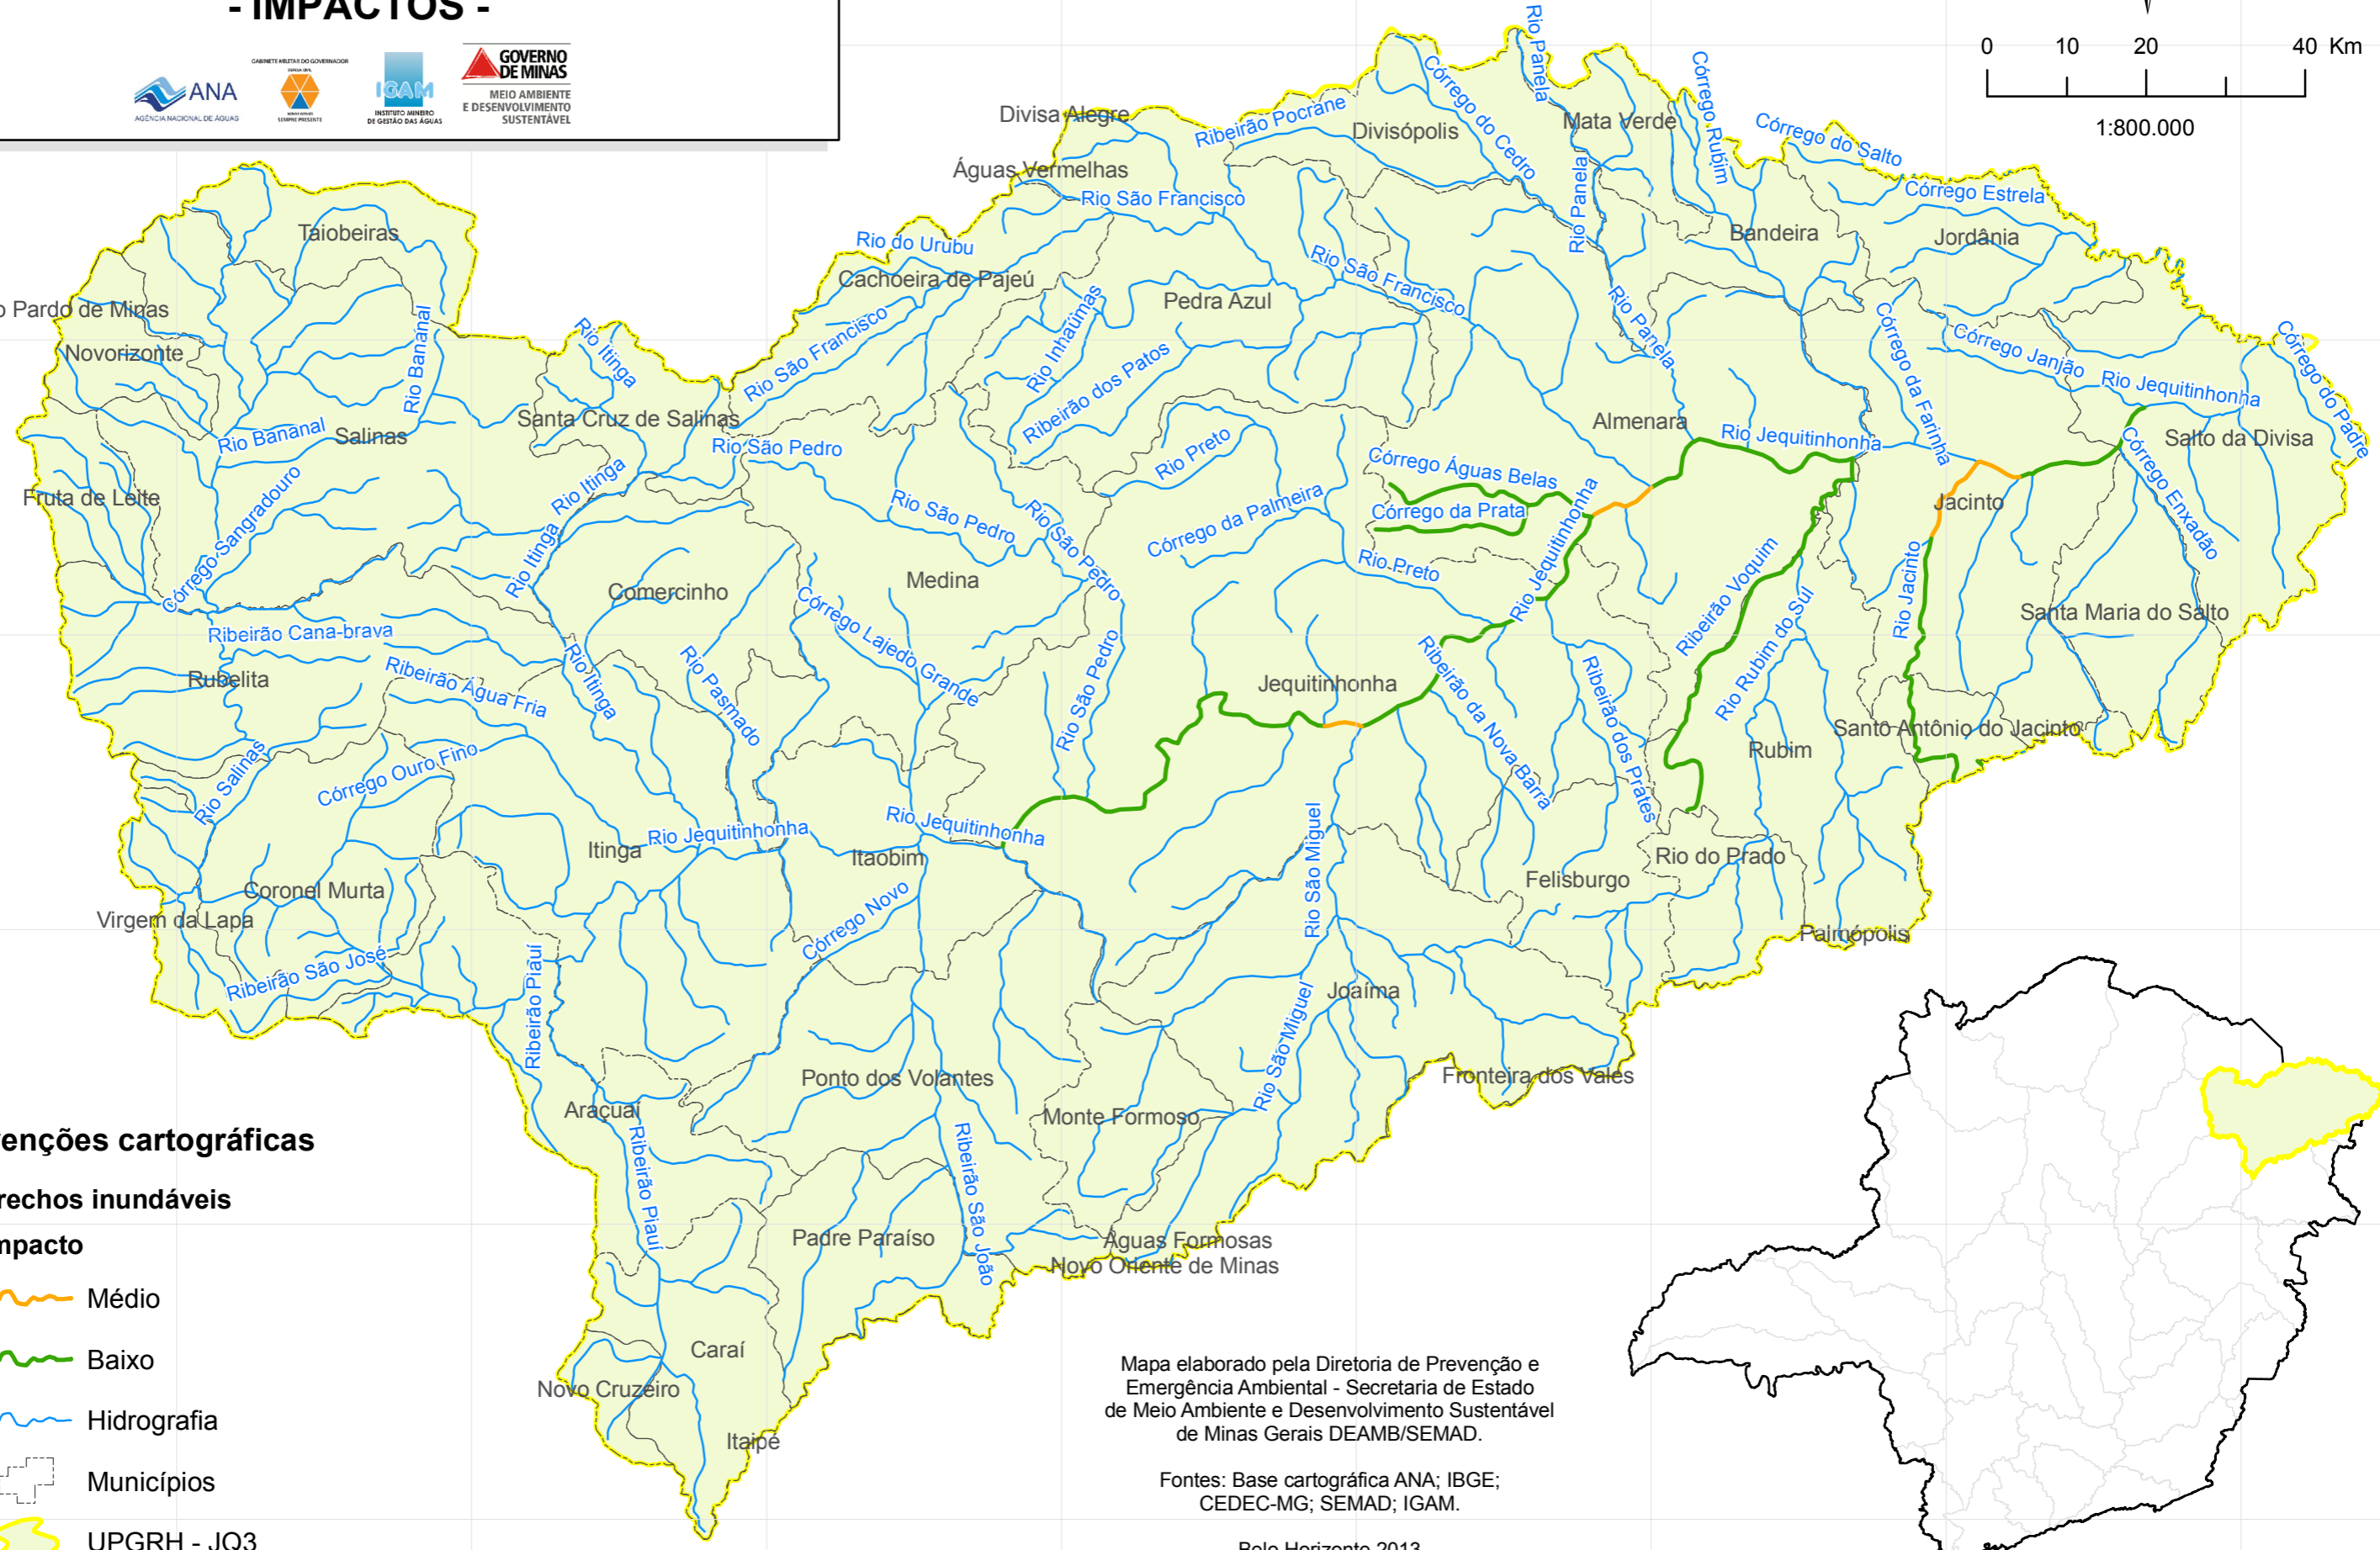 - IMPACTOS -
ANA
AGÊNCIA NACIONAL DE ÁGUAS
GABINETE MILITAR DO GOVERNADOR
DEFESA CIVIL
MINAS GERAIS
SEMPRE PRESENTE
IGAM
INSTITUTO MINEIRO
DE GESTÃO DAS ÁGUAS
GOVERNO
DE MINAS
MEIO AMBIENTE
E DESENVOLVIMENTO
SUSTENTÁVEL
0 10 20 40 Km
1:800.000
Rio Panela
Córrego do Cedro
Córrego Rubim
Divisa Alegre
Ribeirão Pocrane
Divisópolis
Mata Verde
Córrego do Salto
Águas Vermelhas
Rio São Francisco
Rio Panela
Córrego Estrela
Taiobeiras
Rio do Urubu
Bandeira
Jordânia
Cachoeira de Pajeú
Rio São Francisco
o Pardo de Minas
Pedra Azul
Rio Inhaúmas
Rio Panela
Novorizonte
Rio Bananal
Rio Itinga
Rio São Francisco
Ribeirão dos Patos
Córrego da Farinha
Córrego Janjão
Rio Jequitinhonha
Córrego do Padre
Santa Cruz de Salinas
Almenara
Rio Bananal
Salinas
Rio São Pedro
Rio Preto
Rio Jequitinhonha
Salto da Divisa
Fruta de Leite
Córrego Sangradouro
Rio Itinga
Rio São Pedro
Rio São Pedro
Córrego da Palmeira
Córrego Águas Belas
Córrego da Prata
Rio Jequitinhonha
Jacinto
Córrego Enxadão
Rio Itinga
Comercinho
Medina
Rio Preto
Ribeirão Voquim
Rio Rubim do Sul
Rio Jacinto
Santa Maria do Salto
Ribeirão Cana-brava
Córrego Lajedo Grande
Rio São Pedro
Rubelita
Ribeirão Água Fria
Rio Itinga
Rio Pasmado
Jequitinhonha
Ribeirão da Nova Barra
Ribeirão dos Prates
Santo Antônio do Jacinto
Rio Salinas
Córrego Ouro Fino
Rubim
Itinga
Rio Jequitinhonha
Rio Jequitinhonha
Itaobim
Rio São Miguel
Rio do Prado
Felisburgo
Coronel Murta
Virgem da Lapa
Córrego Novo
Palmópolis
Ribeirão São José
Ribeirão Piauí
Joaíma
Rio São Miguel
Ponto dos Volantes
Fronteira dos Vales
Araçuaí
Monte Formoso
Ribeirão Piauí
Ribeirão São João
Padre Paraíso
Águas Formosas
Novo Oriente de Minas
Caraí
Novo Cruzeiro
Itaipé
venções cartográficas
rechos inundáveis
mpacto
Médio
Baixo
Hidrografia
Municípios
UPGRH - JQ3
Mapa elaborado pela Diretoria de Prevenção e
Emergência Ambiental - Secretaria de Estado
de Meio Ambiente e Desenvolvimento Sustentável
de Minas Gerais DEAMB/SEMAD.
Fontes: Base cartográfica ANA; IBGE;
CEDEC-MG; SEMAD; IGAM.
Belo Horizonte 2013